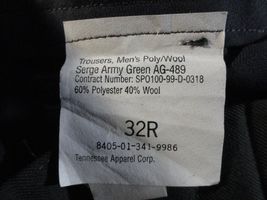 Trousers, Men's Poly/Wool
Serge Army Green AG-489
Contract Number: SPO100-99-D-0318
60% Polyester 40% Wool
32R
8405-01-341-9986
Tennessee Apparel Corp.